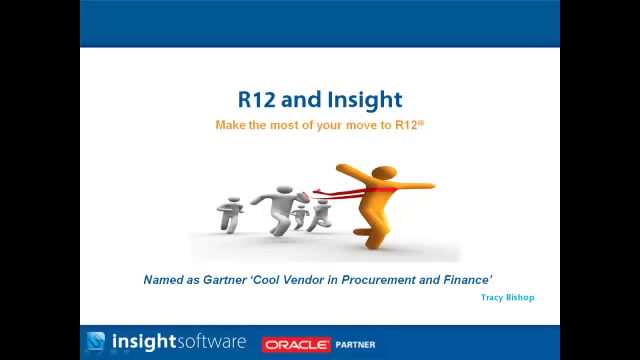 R12 and Insight
Make the most of your move to R12®
Named as Gartner ‘Cool Vendor in Procurement and Finance’
Tracy Bishop
insightsoftware
ORACLE PARTNER